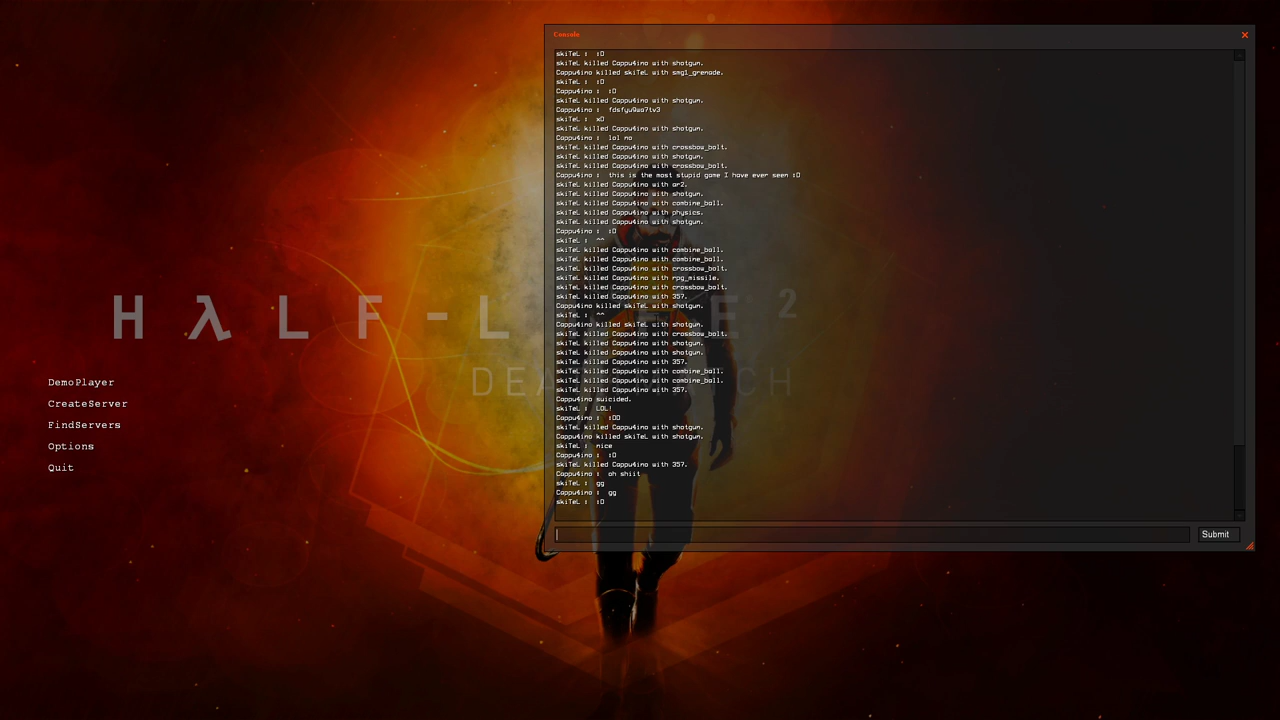 Console
skiTeL :  :D
skiTeL killed Cappu4ino with shotgun.
Cappu4ino killed skiTeL with smg1_grenade.
skiTeL :  :D
Cappu4ino :  :D
skiTeL killed Cappu4ino with shotgun.
Cappu4ino :
skiTeL :  xD
skiTeL killed Cappu4ino with shotgun.
Cappu4ino :  lol no
skiTeL killed Cappu4ino with crossbow_bolt.
skiTeL killed Cappu4ino with shotgun.
skiTeL killed Cappu4ino with crossbow_bolt.
Cappu4ino :  this is the most stupid game I have ever seen :D
skiTeL killed Cappu4ino with ar2.
skiTeL killed Cappu4ino with shotgun.
skiTeL killed Cappu4ino with combine_ball.
skiTeL killed Cappu4ino with physics.
skiTeL killed Cappu4ino with shotgun.
Cappu4ino :  :D
skiTeL :  ^^
skiTeL killed Cappu4ino with combine_ball.
skiTeL killed Cappu4ino with combine_ball.
skiTeL killed Cappu4ino with crossbow_bolt.
skiTeL killed Cappu4ino with rpg_missile.
skiTeL killed Cappu4ino with crossbow_bolt.
skiTeL killed Cappu4ino with 357.
Cappu4ino killed skiTeL with shotgun.
skiTeL :  ^^
Cappu4ino killed skiTeL with shotgun.
skiTeL killed Cappu4ino with crossbow_bolt.
skiTeL killed Cappu4ino with shotgun.
skiTeL killed Cappu4ino with shotgun.
skiTeL killed Cappu4ino with 357.
skiTeL killed Cappu4ino with combine_ball.
skiTeL killed Cappu4ino with combine_ball.
skiTeL killed Cappu4ino with 357.
Cappu4ino suicided.
skiTeL :  LOL!
Cappu4ino :  :DD
skiTeL killed Cappu4ino with shotgun.
Cappu4ino killed skiTeL with shotgun.
skiTeL :  nice
Cappu4ino :  :D
skiTeL killed Cappu4ino with 357.
Cappu4ino :  oh shiit
skiTeL :  gg
Cappu4ino :  gg
skiTeL :  :D
Submit
HλLF-L E²
DEA CH
DemoPlayer
CreateServer
FindServers
Options
Quit